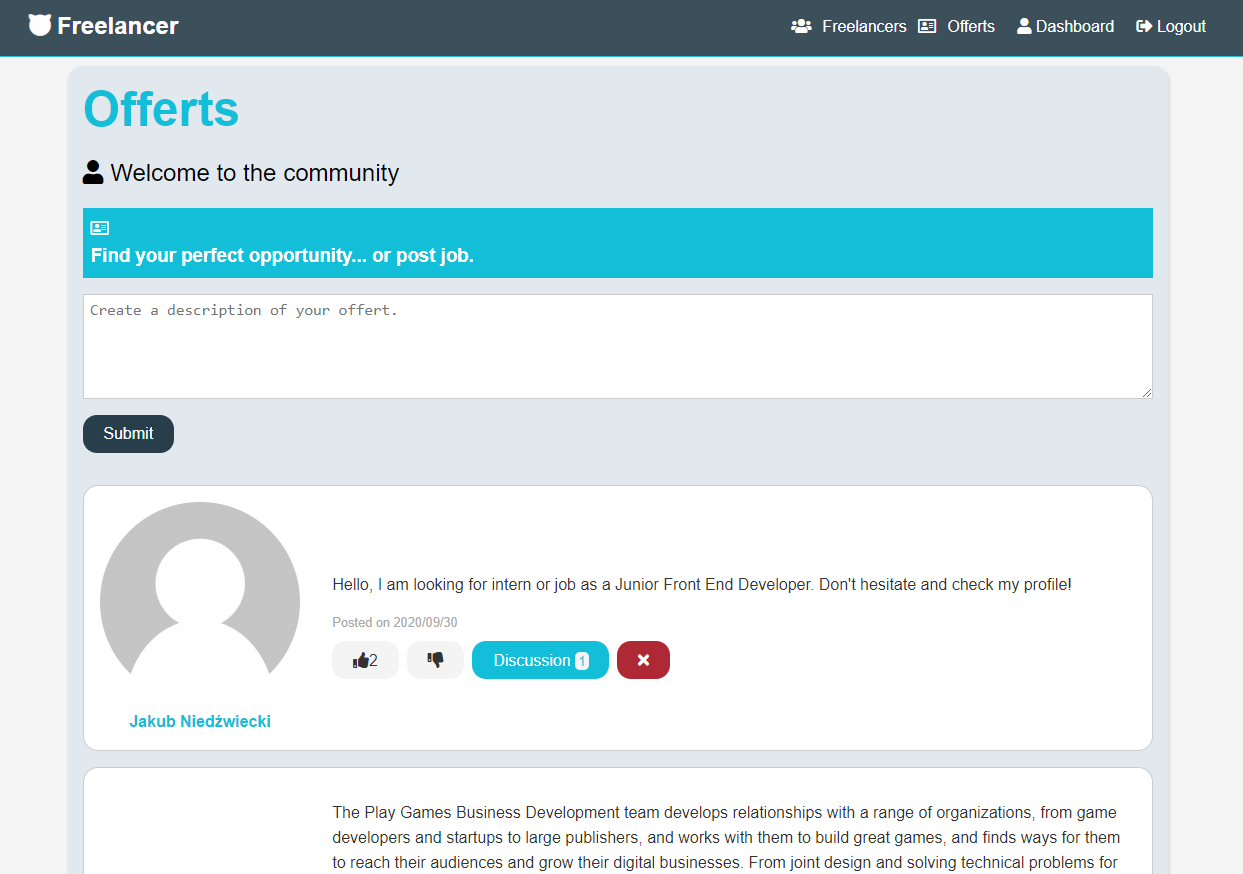 Freelancer
Freelancers
Offerts
Dashboard
Logout
Offerts
Welcome to the community
Find your perfect opportunity... or post job.
Create a description of your offert.
Submit
Hello, I am looking for intern or job as a Junior Front End Developer. Don't hesitate and check my profile!
Posted on 2020/09/30
2
Discussion 1
Jakub Niedźwiecki
The Play Games Business Development team develops relationships with a range of organizations, from game
developers and startups to large publishers, and works with them to build great games, and finds ways for them
to reach their audiences and grow their digital businesses. From joint design and solving technical problems for